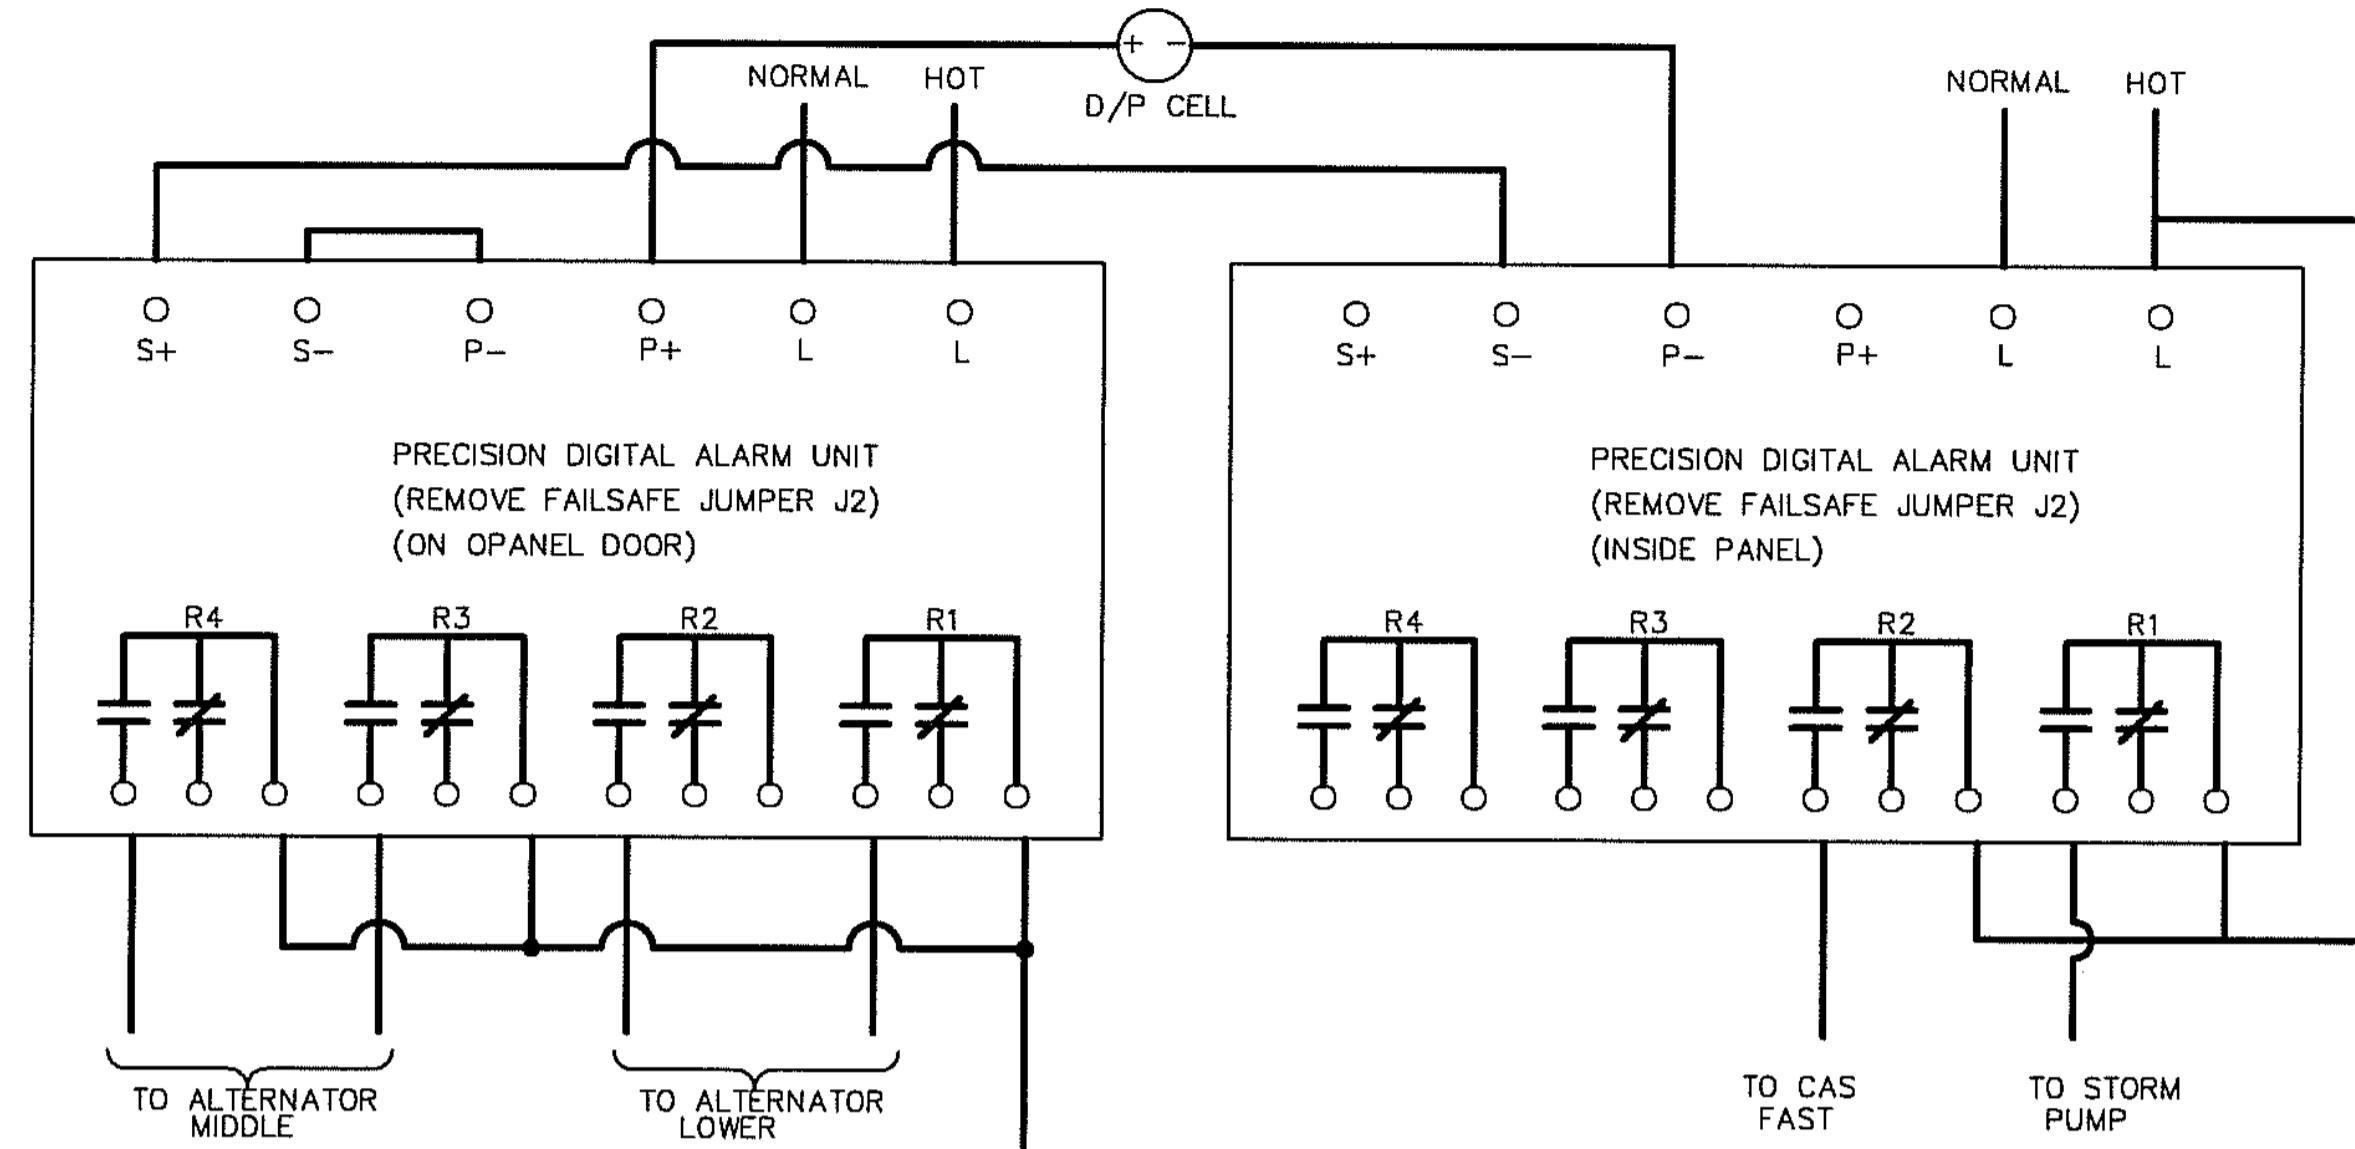 + -
D/P CELL
NORMAL HOT
NORMAL HOT
S+ S- P- P+ L L
S+ S- P- P+ L L
PRECISION DIGITAL ALARM UNIT
(REMOVE FAILSAFE JUMPER J2)
(ON OPANEL DOOR)
PRECISION DIGITAL ALARM UNIT
(REMOVE FAILSAFE JUMPER J2)
(INSIDE PANEL)
R4 R3 R2 R1
R4 R3 R2 R1
TO ALTERNATOR
MIDDLE
TO ALTERNATOR
LOWER
TO CAS
FAST
TO STORM
PUMP